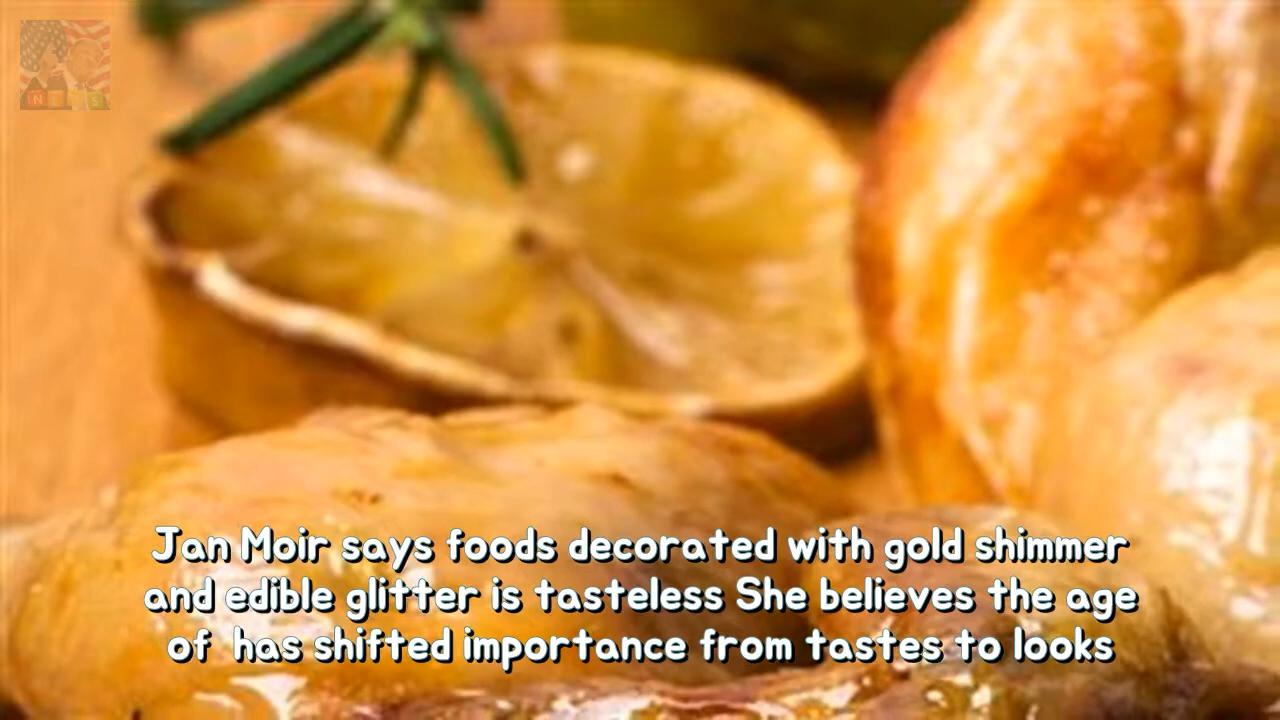 NEWS
Jan Moir says foods decorated with gold shimmer
and edible glitter is tasteless She believes the age
of has shifted importance from tastes to looks